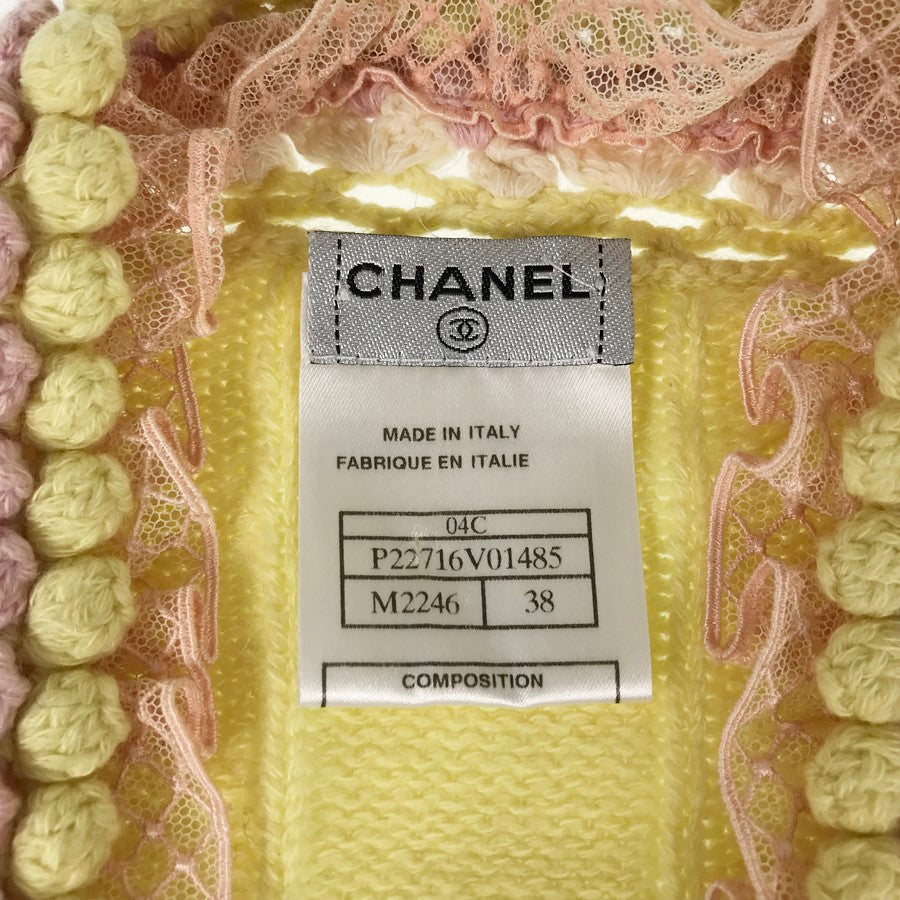 CHANEL
MADE IN ITALY
FABRIQUE EN ITALIE
04C
P22716V01485
M2246 38
COMPOSITION